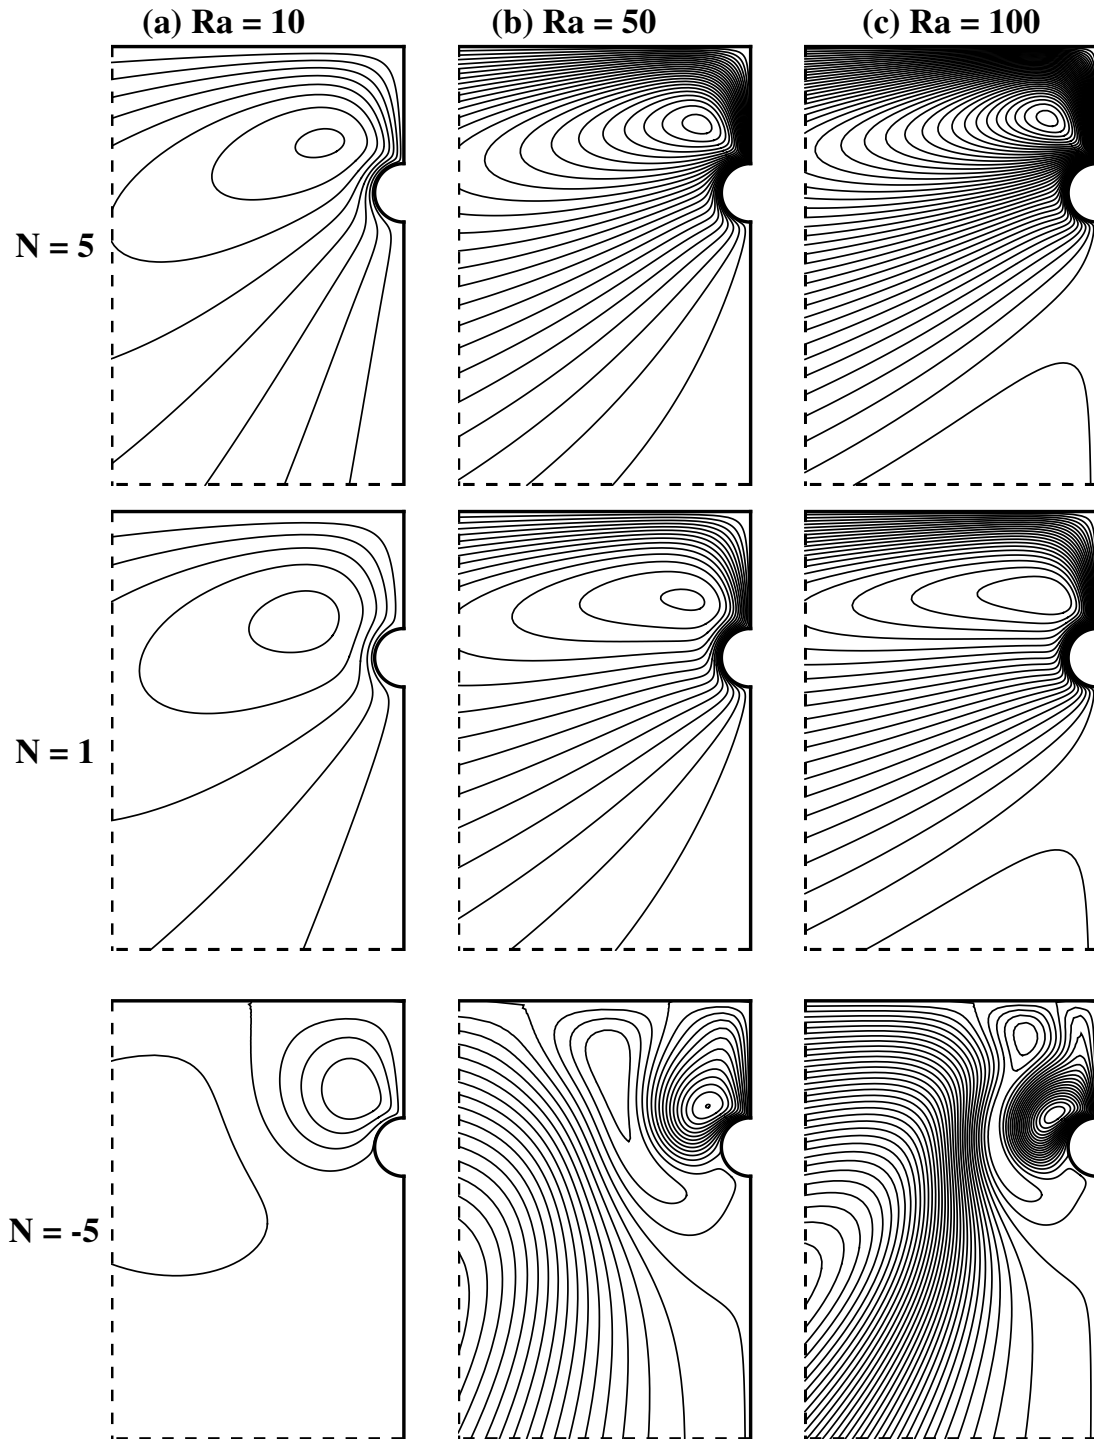 (a) Ra = 10
(b) Ra = 50
(c) Ra = 100
N = 5
N = 1
N = -5